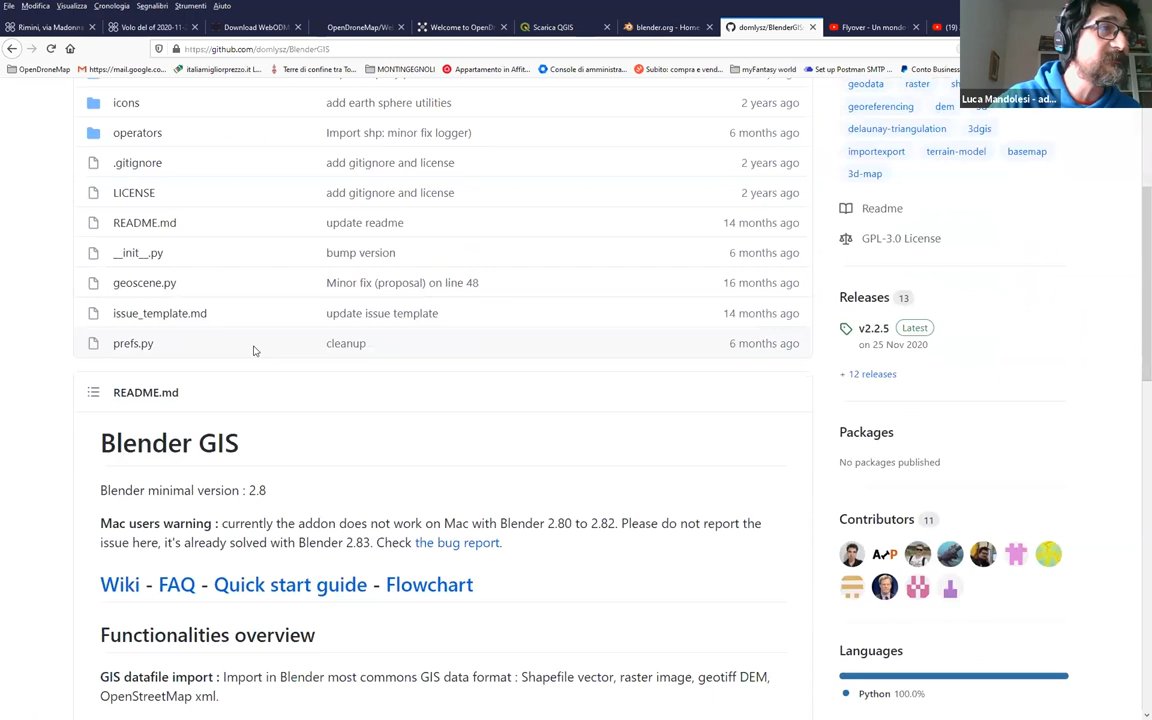 File Modifica Visualizza Cronologia Segnalibri Strumenti Aiuto
Rimini, via Madonna Volo del of 2020-11- Download WebODM OpenDroneMap/We Welcome to OpenD Scarica QGIS blender.org - Home domlysz/BlenderGIS Flyover - Un mondo (19)
https://github.com/domlysz/BlenderGIS
OpenDroneMap https://mail.google.co... italiamigliorprezzo.it L... Terre di confine tra To... MONTINGEGNOLI Appartamento in Affit... Console di amministra... Subito: compra e vend... myFantasy world Set up Postman SMTP ... Conto Business
Luca Mandolesi - ad...
geodata raster
georeferencing dem
delaunay-triangulation 3dgis
importexport terrain-model basemap
3d-map
icons add earth sphere utilities 2 years ago
operators Import shp: minor fix logger) 6 months ago
.gitignore add gitignore and license 2 years ago
LICENSE add gitignore and license 2 years ago
README.md update readme 14 months ago
__init__.py bump version 6 months ago
geoscene.py Minor fix (proposal) on line 48 16 months ago
issue_template.md update issue template 14 months ago
prefs.py cleanup 6 months ago
Readme
GPL-3.0 License
Releases 13
v2.2.5 Latest
on 25 Nov 2020
+ 12 releases
Packages
No packages published
Contributors 11
Languages
Python 100.0%
README.md
Blender GIS
Blender minimal version : 2.8
Mac users warning : currently the addon does not work on Mac with Blender 2.80 to 2.82. Please do not report the
issue here, it's already solved with Blender 2.83. Check the bug report.
Wiki - FAQ - Quick start guide - Flowchart
Functionalities overview
GIS datafile import : Import in Blender most commons GIS data format : Shapefile vector, raster image, geotiff DEM,
OpenStreetMap xml.